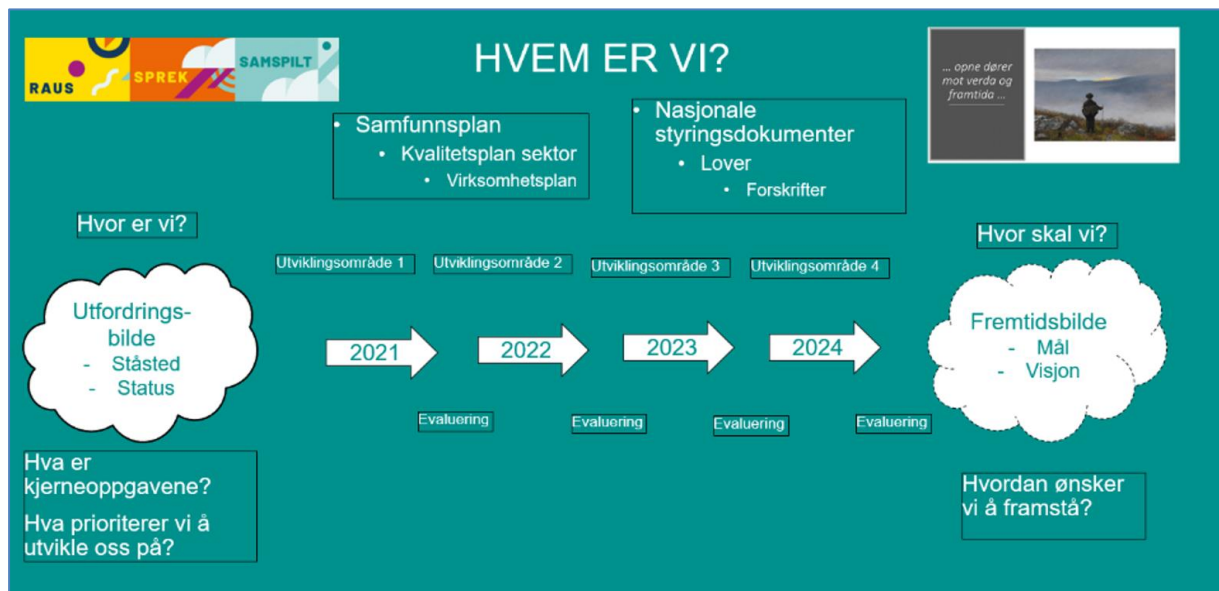 RAUS
SPREK
SAMSPILT
HVEM ER VI?
... opne dører
mot verda og
framtida ...
• Samfunnsplan
• Kvalitetsplan sektor
• Virksomhetsplan
• Nasjonale
styringsdokumenter
• Lover
• Forskrifter
Hvor er vi?
Hvor skal vi?
Utviklingsområde 1
Utviklingsområde 2
Utviklingsområde 3
Utviklingsområde 4
Utfordrings-
bilde
- Ståsted
- Status
2021
2022
2023
2024
Fremtidsbilde
- Mål
- Visjon
Evaluering
Evaluering
Evaluering
Evaluering
Hva er
kjerneoppgavene?
Hva prioriterer vi å
utvikle oss på?
Hvordan ønsker
vi å framstå?